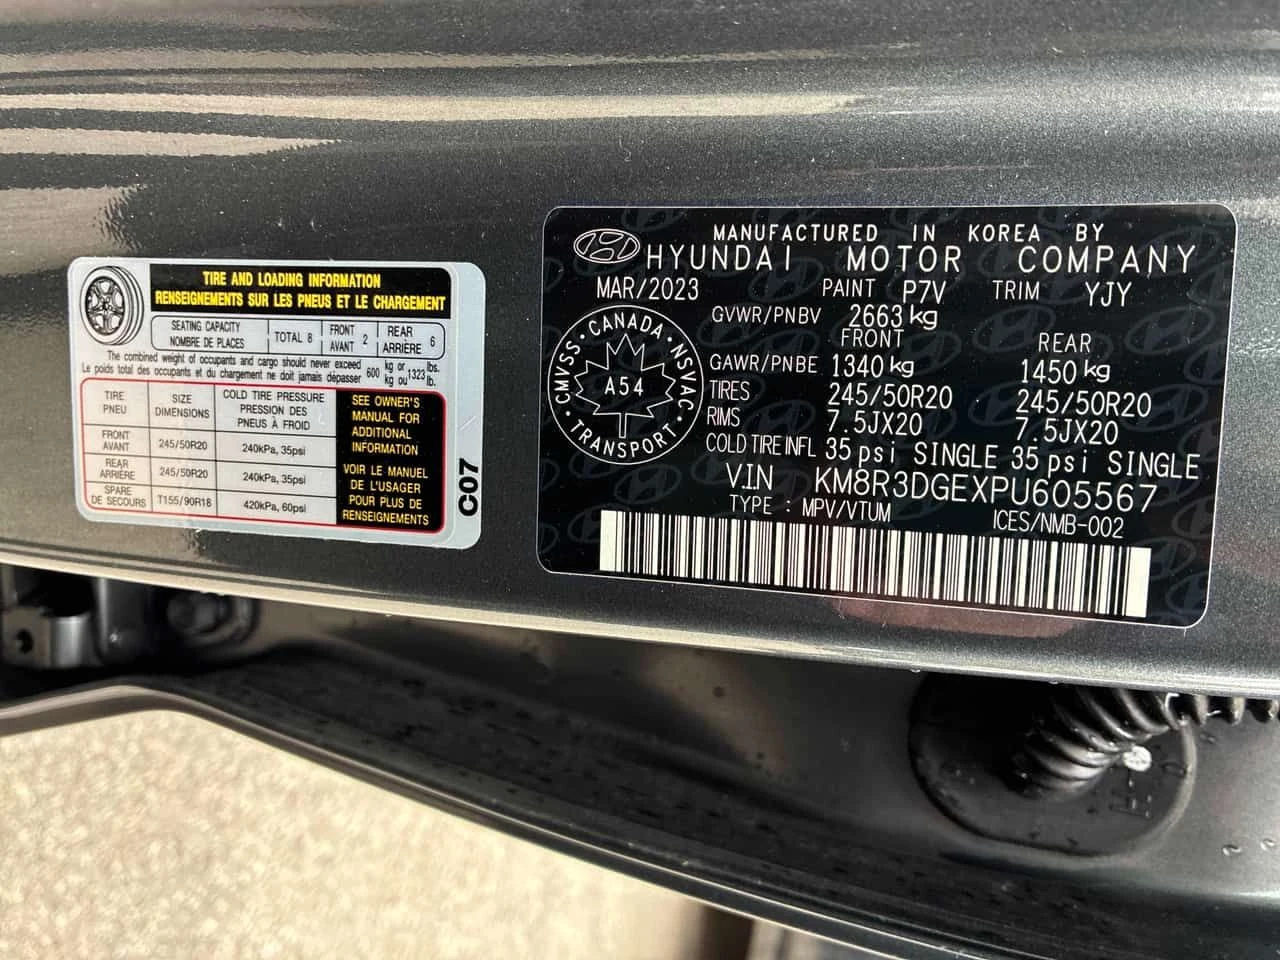 TIRE AND LOADING INFORMATION
RENSEIGNEMENTS SUR LES PNEUS ET LE CHARGEMENT
SEATING CAPACITY
NOMBRE DE PLACES
TOTAL 8
FRONT
AVANT 2
REAR
ARRIÈRE 6
The combined weight of occupants and cargo should never exceed 600 kg or 1323 lbs.
Le poids total des occupants et du chargement ne doit jamais dépasser kg ou lb.
TIRE
PNEU
SIZE
DIMENSIONS
COLD TIRE PRESSURE
PRESSION DES
PNEUS À FROID
FRONT
AVANT
245/50R20
240kPa, 35psi
REAR
ARRIÈRE
245/50R20
240kPa, 35psi
SPARE
DE SECOURS
T155/90R18
420kPa, 60psi
SEE OWNER'S
MANUAL FOR
ADDITIONAL
INFORMATION
VOIR LE MANUEL
DE L'USAGER
POUR PLUS DE
RENSEIGNEMENTS
C07
MANUFACTURED IN KOREA BY
HYUNDAI MOTOR COMPANY
MAR/2023 PAINT P7V TRIM YJY
GVWR/PNBV 2663 kg
FRONT REAR
GAWR/PNBE 1340 kg 1450 kg
TIRES 245/50R20 245/50R20
RIMS 7.5JX20 7.5JX20
COLD TIRE INFL 35 psi SINGLE 35 psi SINGLE
V.I.N KM8R3DGEXPU605567
TYPE : MPV/VTUM ICES/NMB-002
CANADA
CMVSS · NSVAC
A54
TRANSPORT